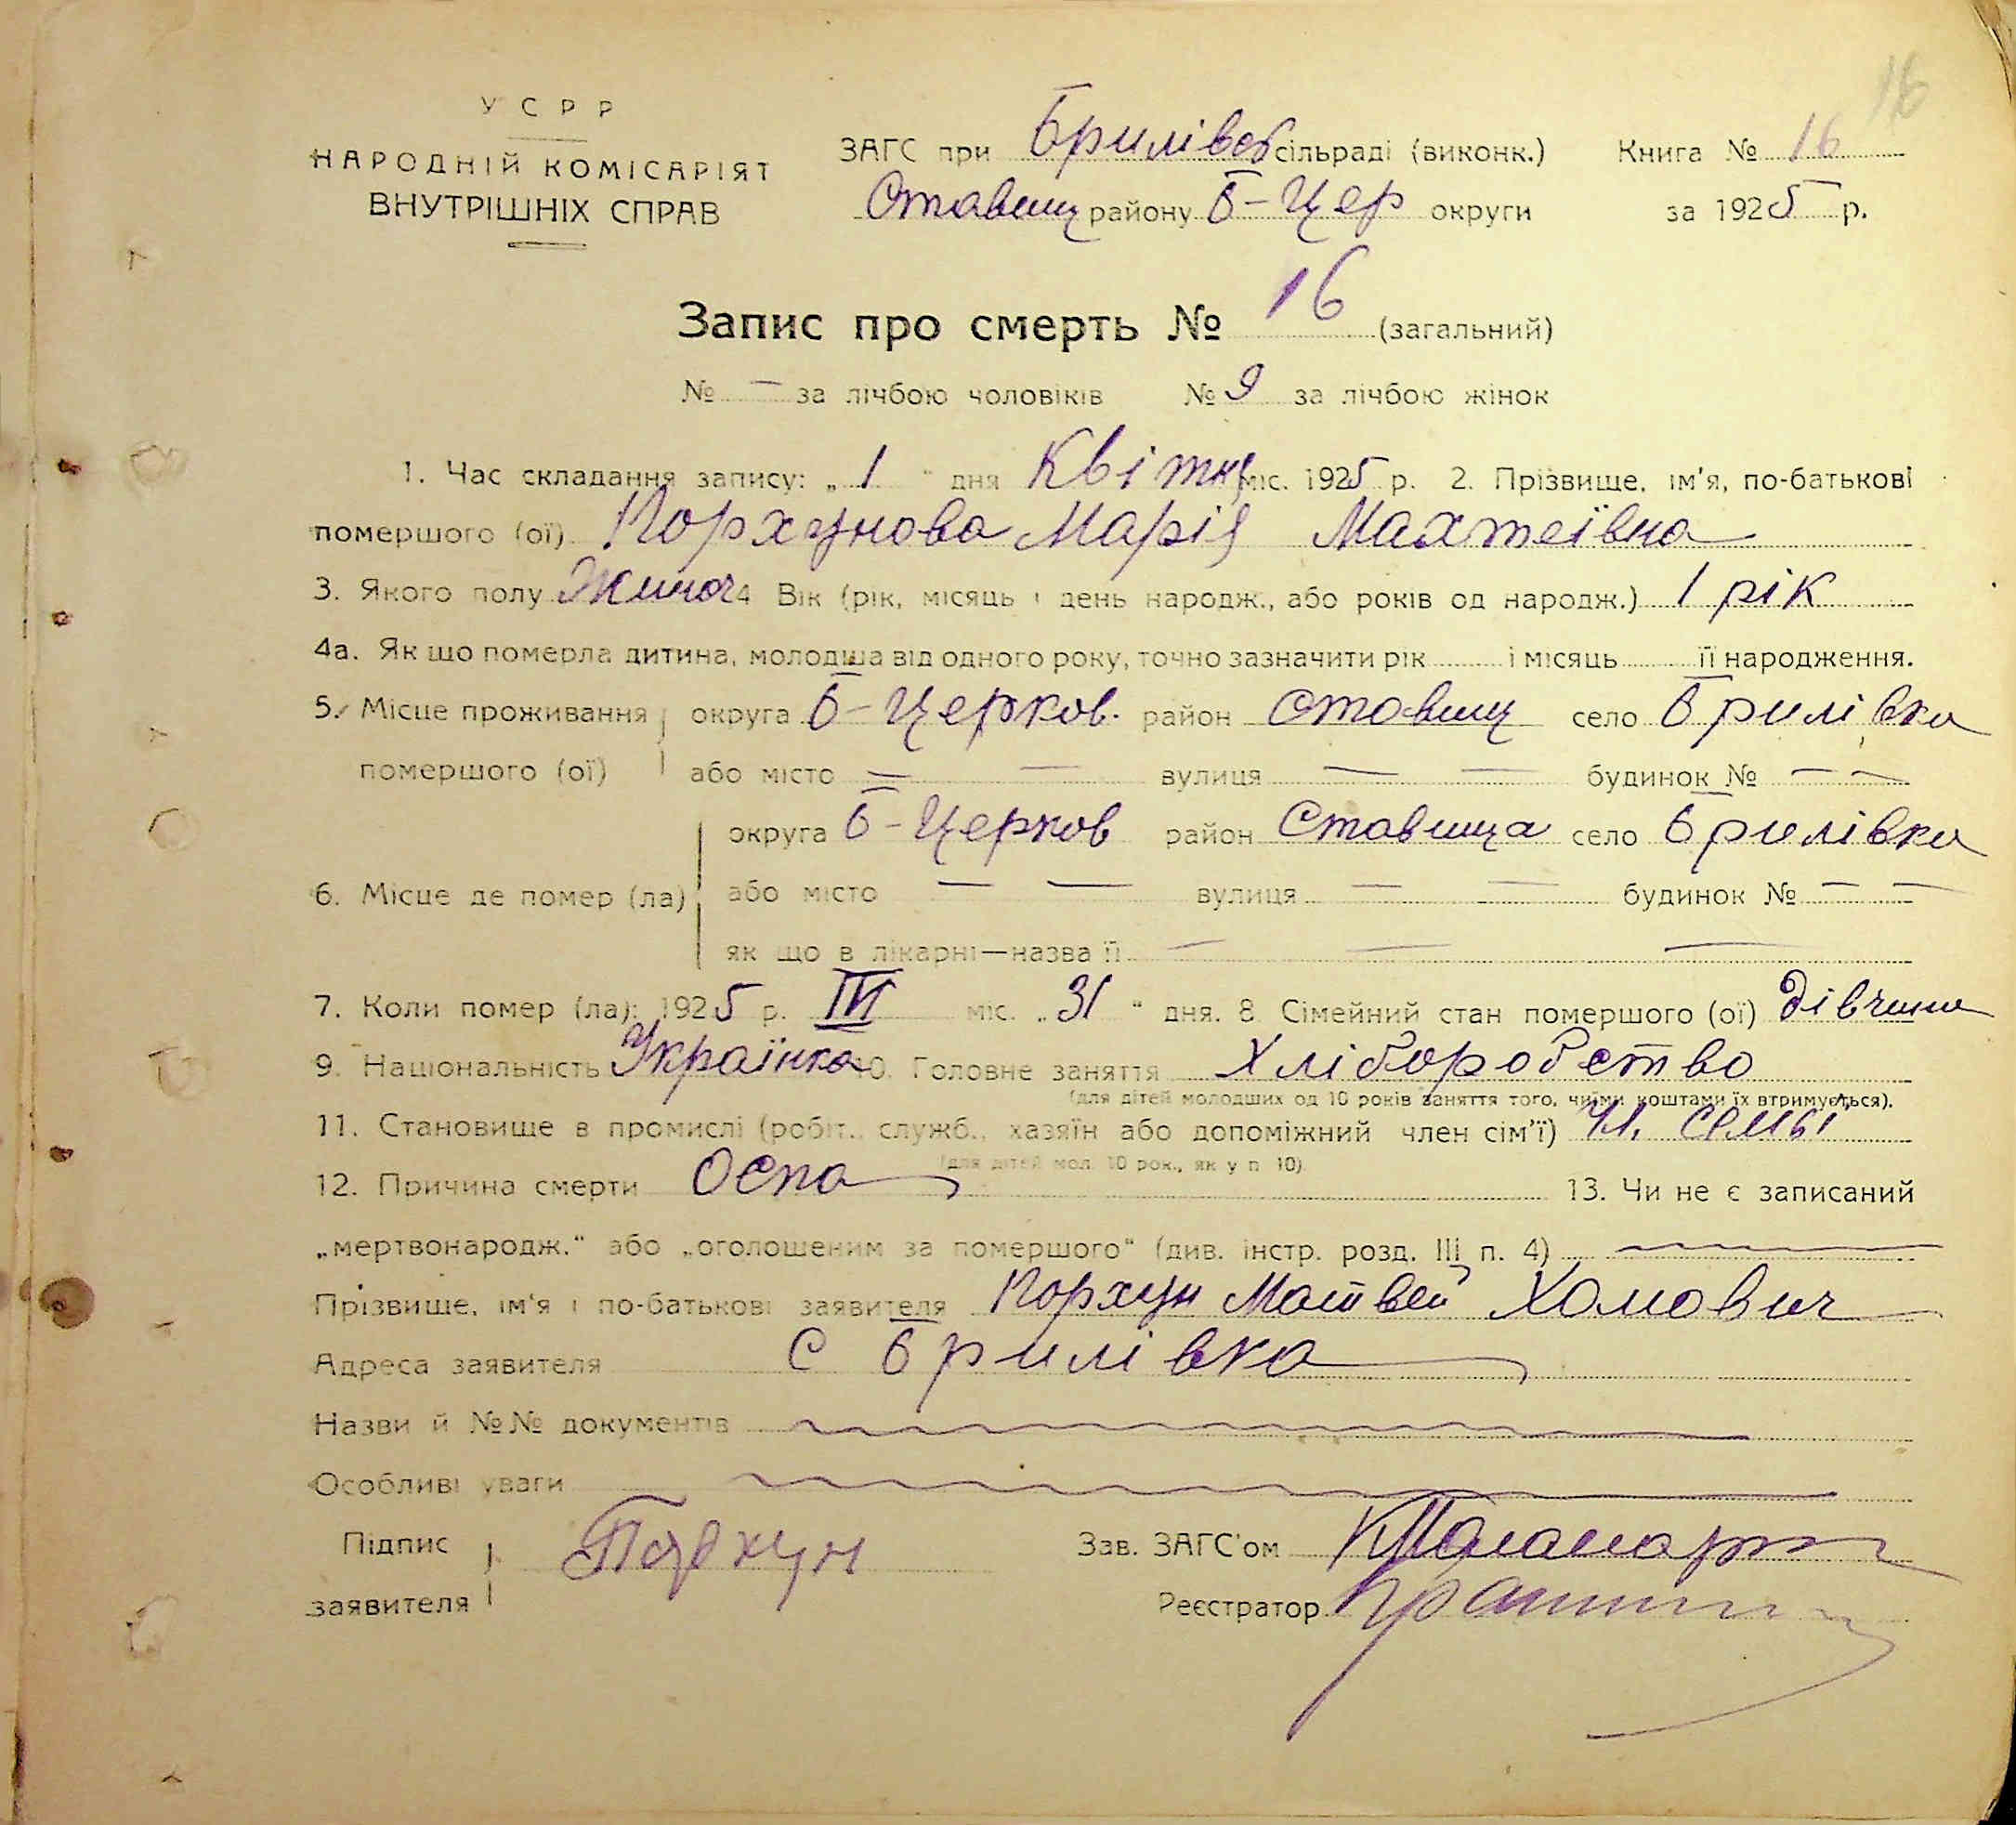 16
УСРР
НАРОДНІЙ КОМІСАРІЯТ
ВНУТРІШНІХ СПРАВ
ЗАГС при Брилівсь сільраді (виконк.) Книга № 16
Ставищ району Б-Цер округи за 1925 р.
Запис про смерть № 16 (загальний)
№ — за лічбою чоловіків № 9 за лічбою жінок
1. Час складання запису: „1“ дня Квітня міс. 1925 р. 2. Прізвище, ім'я, по-батькові
помершого (ої) Порхунова Марія Махтеївна
3. Якого полу Жіноч 4 Вік (рік, місяць і день народж., або років од народж.) 1 рік
4а. Як що померла дитина, молодша від одного року, точно зазначити рік і місяць її народження.
5. Місце проживання округа Б-Церков. район Ставищ село Брилівка
помершого (ої) або місто — — вулиця — — будинок № — —
округа Б-Церков район Ставища село Брилівка
6. Місце де помер (ла) або місто — — вулиця — — будинок № — —
як що в лікарні—назва її — — —
7. Коли помер (ла): 1925 р. III міс. „31“ дня. 8 Сімейний стан помершого (ої) дівчина
9. Національність Українка 10. Головне заняття Хліборобство
(для дітей молодших од 10 років заняття того, чиїми коштами їх втримується).
11. Становище в промислі (робіт., служб., хазяїн або допоміжний член сім'ї) Чл. семьї
(для дітей мол. 10 рок., як у п 10)
12. Причина смерти Оспа 13. Чи не є записаний
„мертвонародж.“ або „оголошеним за помершого“ (див. інстр. розд. III п. 4)
Прізвище, ім'я і по-батькові заявителя Порхун Матвей Хомович
Адреса заявителя с Брилівка
Назви й №№ документів
Особливі уваги
Підпис заявителя Порхун
Зав. ЗАГС'ом
Реєстратор